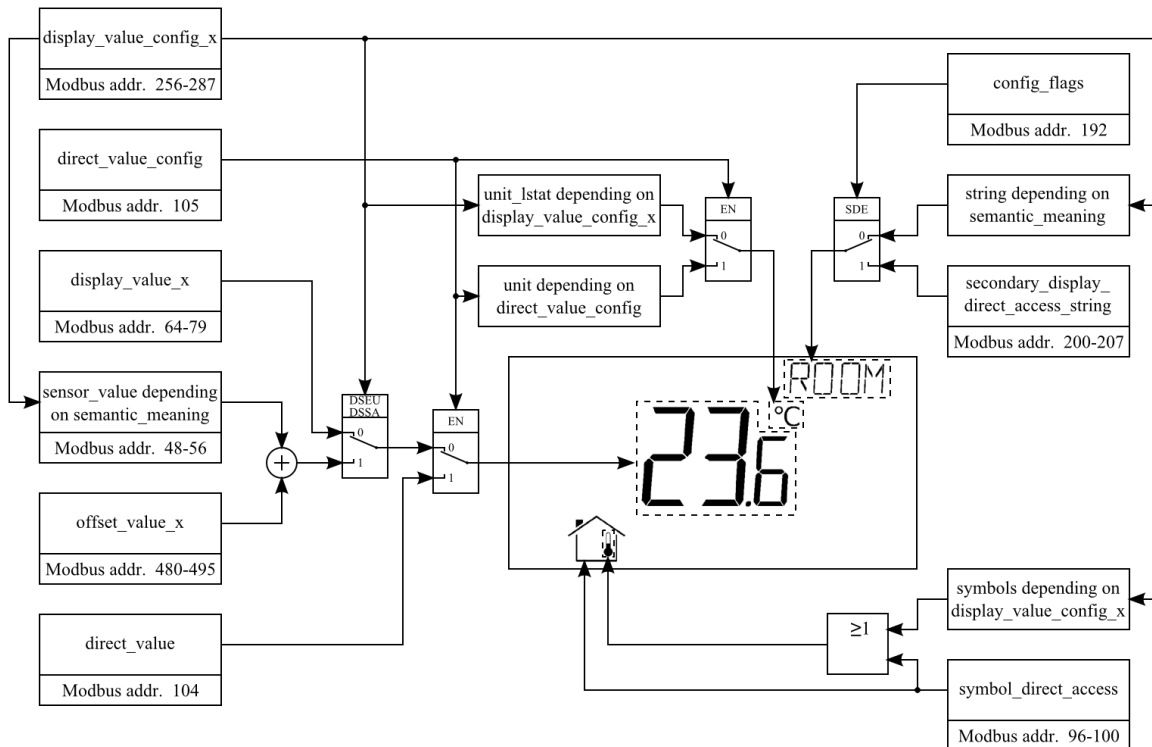 display_value_config_x
Modbus addr. 256-287
config_flags
Modbus addr. 192
direct_value_config
Modbus addr. 105
unit_lstat depending on
display_value_config_x
EN
0
1
SDE
0
1
string depending on
semantic_meaning
display_value_x
Modbus addr. 64-79
unit depending on
direct_value_config
secondary_display_
direct_access_string
Modbus addr. 200-207
sensor_value depending
on semantic_meaning
Modbus addr. 48-56
DSEU
DSSA
0
1
EN
0
1
ROOM
°C
23.6
offset_value_x
Modbus addr. 480-495
direct_value
Modbus addr. 104
≥1
symbols depending on
display_value_config_x
symbol_direct_access
Modbus addr. 96-100